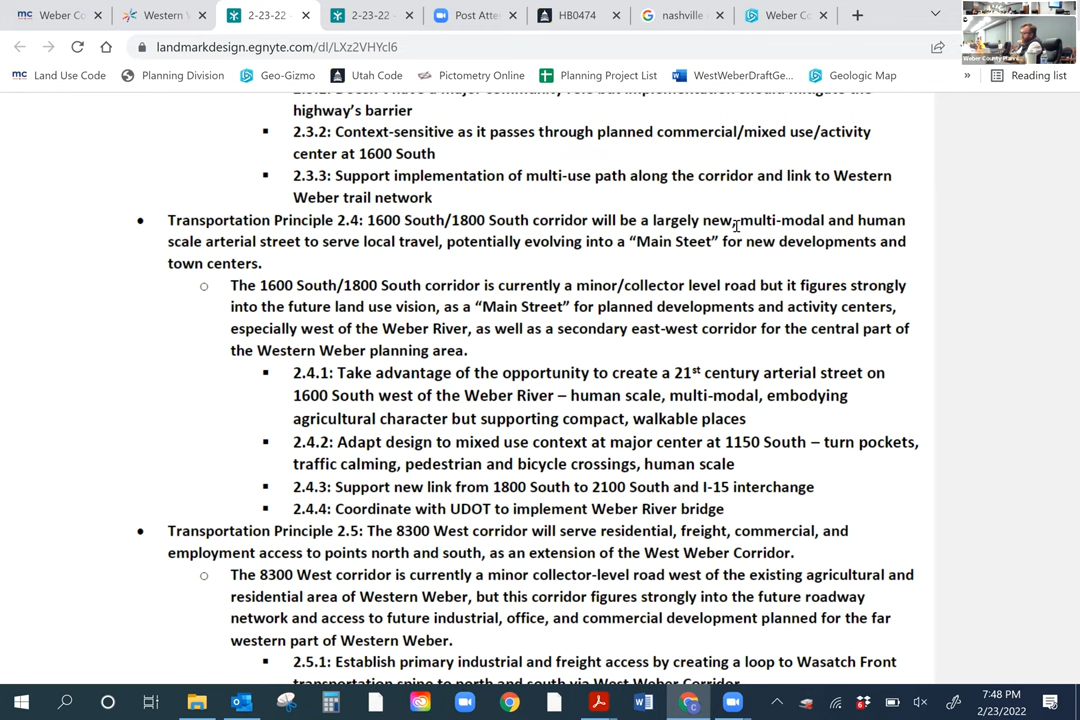 Weber Co
Western
2-23-22
2-23-22
Post Atte
HB0474
nashville
Weber Co
landmarkdesign.egnyte.com/dl/LXz2VHYcl6
Land Use Code
Planning Division
Geo-Gizmo
Utah Code
Pictometry Online
Planning Project List
WestWeberDraftGe...
Geologic Map
»
Reading list
highway's barrier
▪ 2.3.2: Context-sensitive as it passes through planned commercial/mixed use/activity
center at 1600 South
▪ 2.3.3: Support implementation of multi-use path along the corridor and link to Western
Weber trail network
• Transportation Principle 2.4: 1600 South/1800 South corridor will be a largely new, multi-modal and human
scale arterial street to serve local travel, potentially evolving into a “Main Steet” for new developments and
town centers.
o The 1600 South/1800 South corridor is currently a minor/collector level road but it figures strongly
into the future land use vision, as a “Main Street” for planned developments and activity centers,
especially west of the Weber River, as well as a secondary east-west corridor for the central part of
the Western Weber planning area.
▪ 2.4.1: Take advantage of the opportunity to create a 21st century arterial street on
1600 South west of the Weber River – human scale, multi-modal, embodying
agricultural character but supporting compact, walkable places
▪ 2.4.2: Adapt design to mixed use context at major center at 1150 South – turn pockets,
traffic calming, pedestrian and bicycle crossings, human scale
▪ 2.4.3: Support new link from 1800 South to 2100 South and I-15 interchange
▪ 2.4.4: Coordinate with UDOT to implement Weber River bridge
• Transportation Principle 2.5: The 8300 West corridor will serve residential, freight, commercial, and
employment access to points north and south, as an extension of the West Weber Corridor.
o The 8300 West corridor is currently a minor collector-level road west of the existing agricultural and
residential area of Western Weber, but this corridor figures strongly into the future roadway
network and access to future industrial, office, and commercial development planned for the far
western part of Western Weber.
▪ 2.5.1: Establish primary industrial and freight access by creating a loop to Wasatch Front
transportation spine to north and south via West Weber Corridor
7:48 PM
2/23/2022